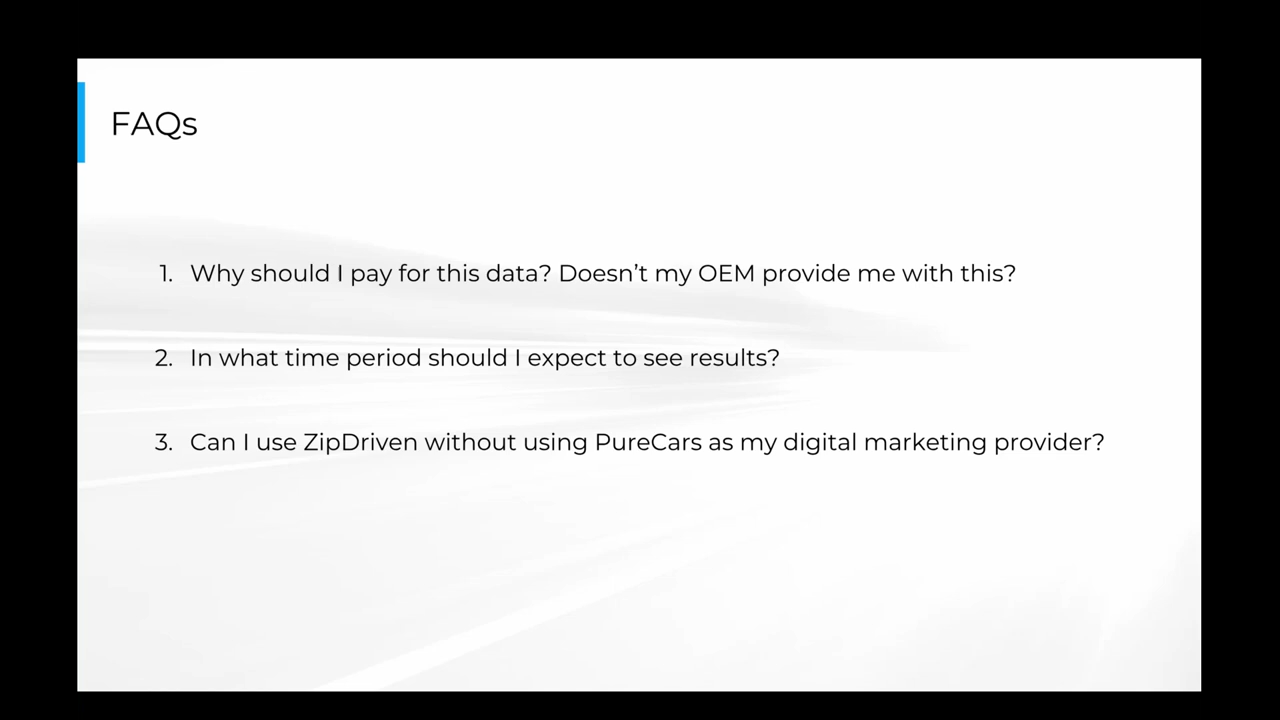 FAQs
1. Why should I pay for this data? Doesn’t my OEM provide me with this?
2. In what time period should I expect to see results?
3. Can I use ZipDriven without using PureCars as my digital marketing provider?